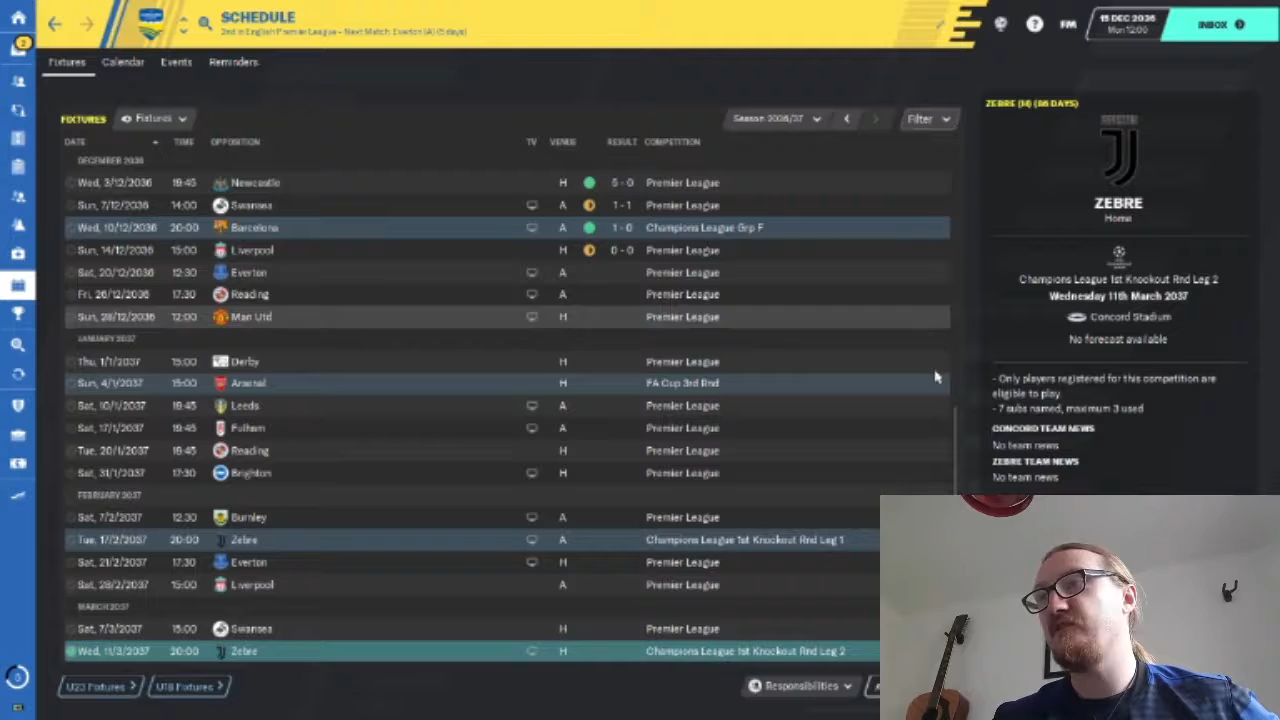 SCHEDULE
2nd in English Premier League - Next Match: Everton (A) (5 days)
2
?
FM
15 DEC 2036
Mon 12:00
INBOX
Fixtures
Calendar
Events
Reminders
FIXTURES
Fixtures
Season 2036/37
Filter
DATE TIME OPPOSITION TV VENUE RESULT COMPETITION
DECEMBER 2036
Wed, 3/12/2036 19:45 Newcastle H 5 - 0 Premier League
Sun, 7/12/2036 14:00 Swansea A 1 - 1 Premier League
Wed, 10/12/2036 20:00 Barcelona A 1 - 0 Champions League Grp F
Sun, 14/12/2036 15:00 Liverpool H 0 - 0 Premier League
Sat, 20/12/2036 12:30 Everton A Premier League
Fri, 26/12/2036 17:30 Reading A Premier League
Sun, 28/12/2036 12:00 Man Utd H Premier League
JANUARY 2037
Thu, 1/1/2037 15:00 Derby H Premier League
Sun, 4/1/2037 15:00 Arsenal H FA Cup 3rd Rnd
Sat, 10/1/2037 19:45 Leeds A Premier League
Sat, 17/1/2037 19:45 Fulham A Premier League
Tue, 20/1/2037 19:45 Reading H Premier League
Sat, 31/1/2037 17:30 Brighton H Premier League
FEBRUARY 2037
Sat, 7/2/2037 12:30 Burnley A Premier League
Tue, 17/2/2037 20:00 Zebre A Champions League 1st Knockout Rnd Leg 1
Sat, 21/2/2037 17:30 Everton H Premier League
Sat, 28/2/2037 15:00 Liverpool A Premier League
MARCH 2037
Sat, 7/3/2037 15:00 Swansea H Premier League
Wed, 11/3/2037 20:00 Zebre H Champions League 1st Knockout Rnd Leg 2
U23 Fixtures
U18 Fixtures
Responsibilities
ZEBRE (H) (86 DAYS)
ZEBRE
Home
Champions League 1st Knockout Rnd Leg 2
Wednesday 11th March 2037
Concord Stadium
No forecast available
- Only players registered for this competition are
eligible to play
- 7 subs named, maximum 3 used
CONCORD TEAM NEWS
No team news
ZEBRE TEAM NEWS
No team news